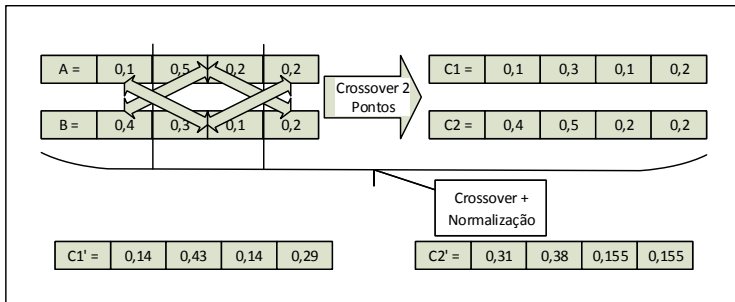 A = 0,1 0,5 0,2 0,2
B = 0,4 0,3 0,1 0,2
Crossover 2
Pontos
C1 = 0,1 0,3 0,1 0,2
C2 = 0,4 0,5 0,2 0,2
Crossover +
Normalização
C1' = 0,14 0,43 0,14 0,29
C2' = 0,31 0,38 0,155 0,155